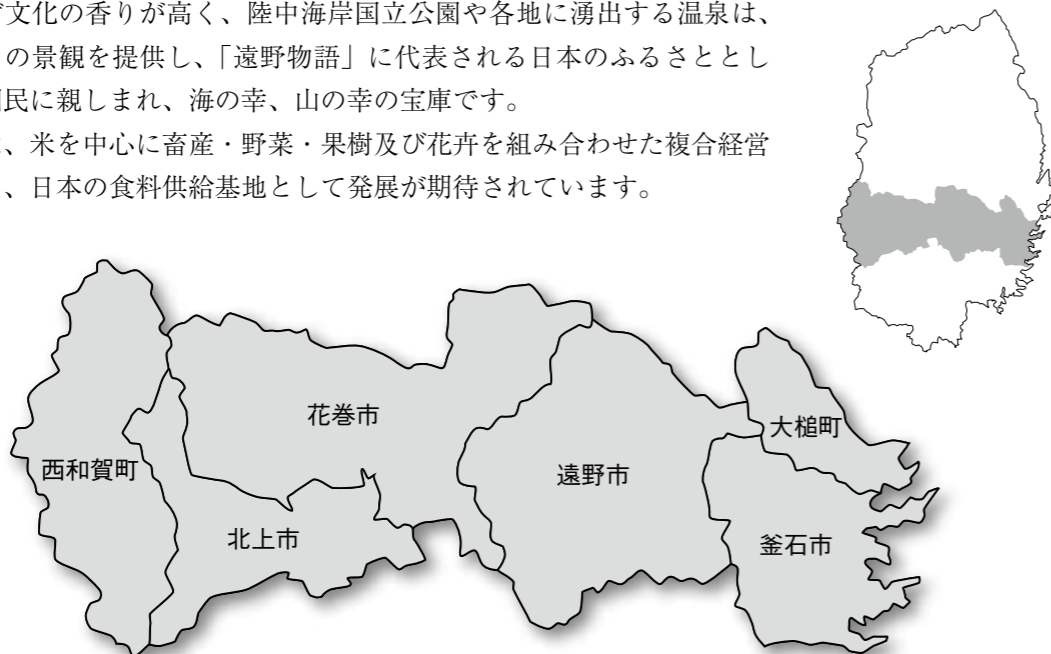 文化の香りが高く、陸中海岸国立公園や各地に湧出する温泉は、
の景観を提供し、「遠野物語」に代表される日本のふるさととし
民に親しまれ、海の幸、山の幸の宝庫です。
、米を中心に畜産・野菜・果樹及び花卉を組み合わせた複合経営
、日本の食料供給基地として発展が期待されています。
花巻市
大槌町
西和賀町
遠野市
北上市
釜石市